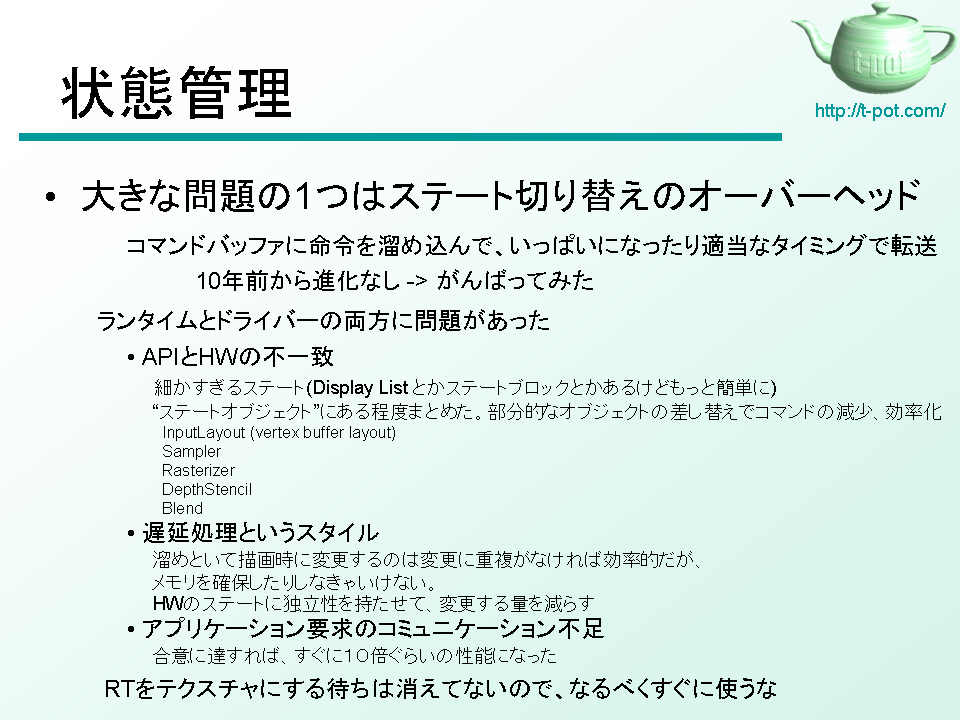 t-pot
http://t-pot.com/
状態管理
• 大きな問題の1つはステート切り替えのオーバーヘッド
コマンドバッファに命令を溜め込んで、いっぱいになったり適当なタイミングで転送
10年前から進化なし -> がんばってみた
ランタイムとドライバーの両方に問題があった
• APIとHWの不一致
細かすぎるステート(Display Listとかステートブロックとかあるけどもっと簡単に)
“ステートオブジェクト”にある程度まとめた。部分的なオブジェクトの差し替えでコマンドの減少、効率化
InputLayout (vertex buffer layout)
Sampler
Rasterizer
DepthStencil
Blend
• 遅延処理というスタイル
溜めといて描画時に変更するのは変更に重複がなければ効率的だが、
メモリを確保したりしなきゃいけない。
HWのステートに独立性を持たせて、変更する量を減らす
• アプリケーション要求のコミュニケーション不足
合意に達すれば、すぐに１０倍ぐらいの性能になった
RTをテクスチャにする待ちは消えてないので、なるべくすぐに使うな